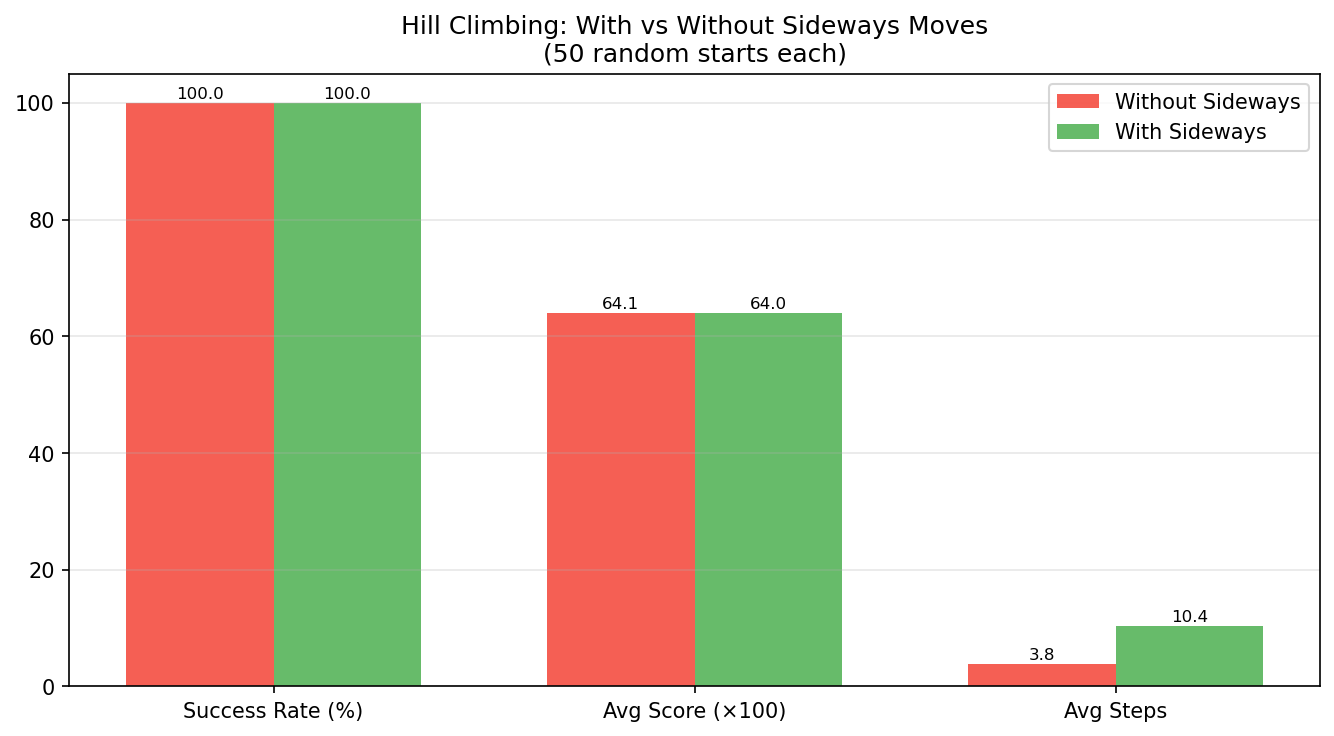 Hill Climbing: With vs Without Sideways Moves
(50 random starts each)
Without Sideways
With Sideways
100
80
60
40
20
0
100.0
100.0
64.1
64.0
3.8
10.4
Success Rate (%)
Avg Score (×100)
Avg Steps